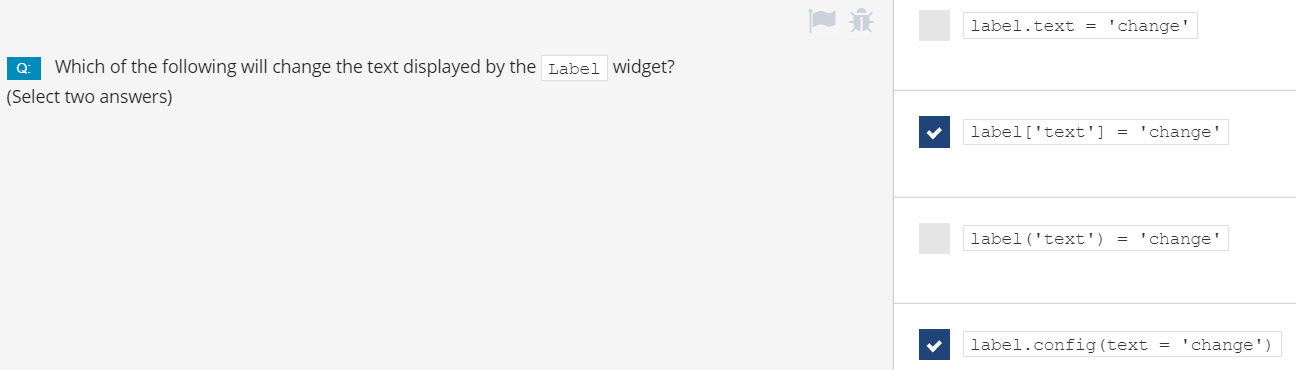 Q: Which of the following will change the text displayed by the Label widget?
(Select two answers)
label.text = 'change'
label['text'] = 'change'
label('text') = 'change'
label.config(text = 'change')